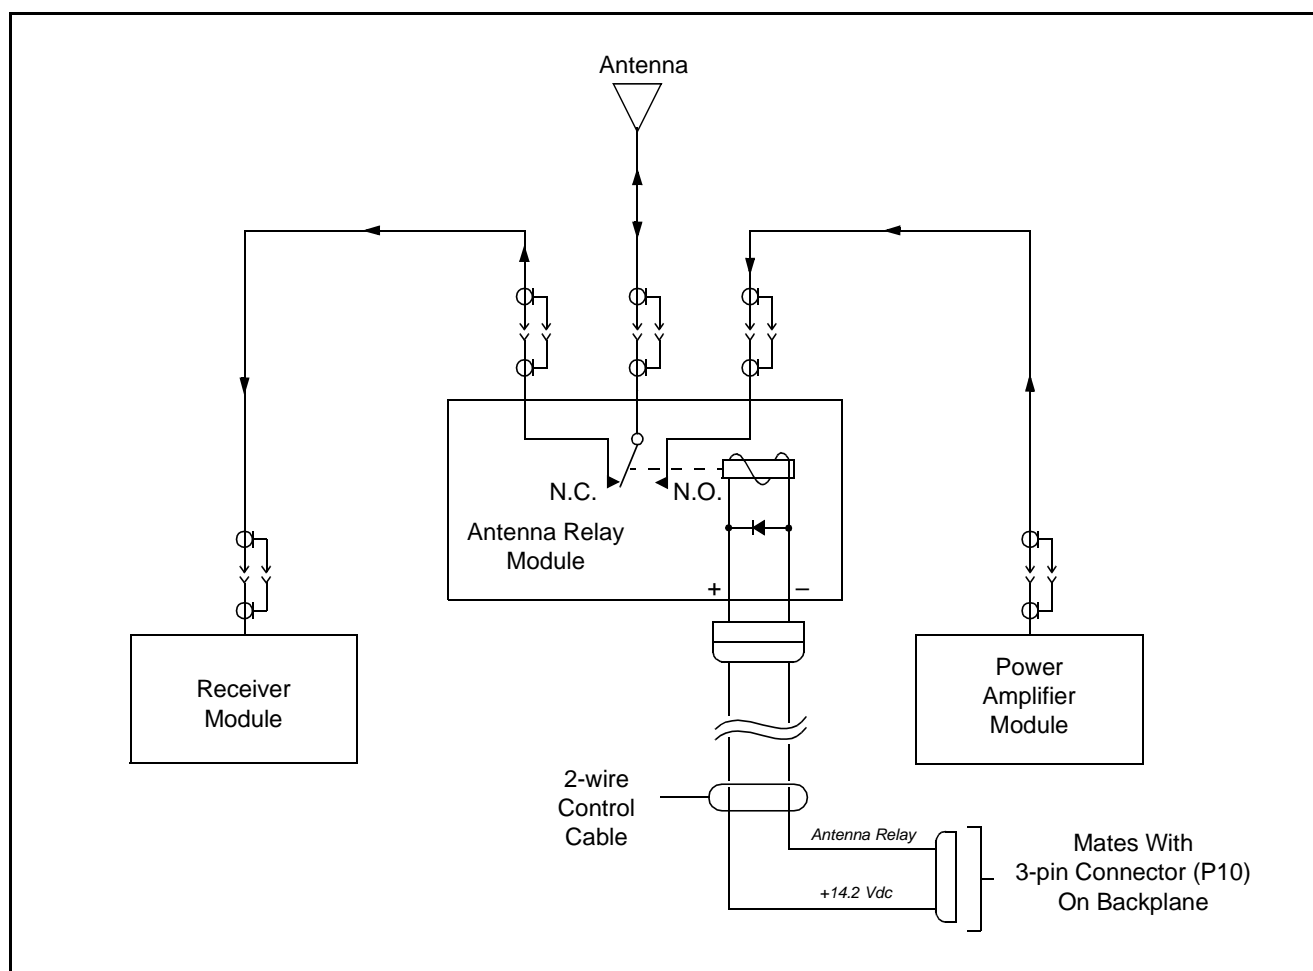 Antenna
N.C.
N.O.
Antenna Relay
Module
+
–
Receiver
Module
Power
Amplifier
Module
2-wire
Control
Cable
Antenna Relay
+14.2 Vdc
Mates With
3-pin Connector (P10)
On Backplane